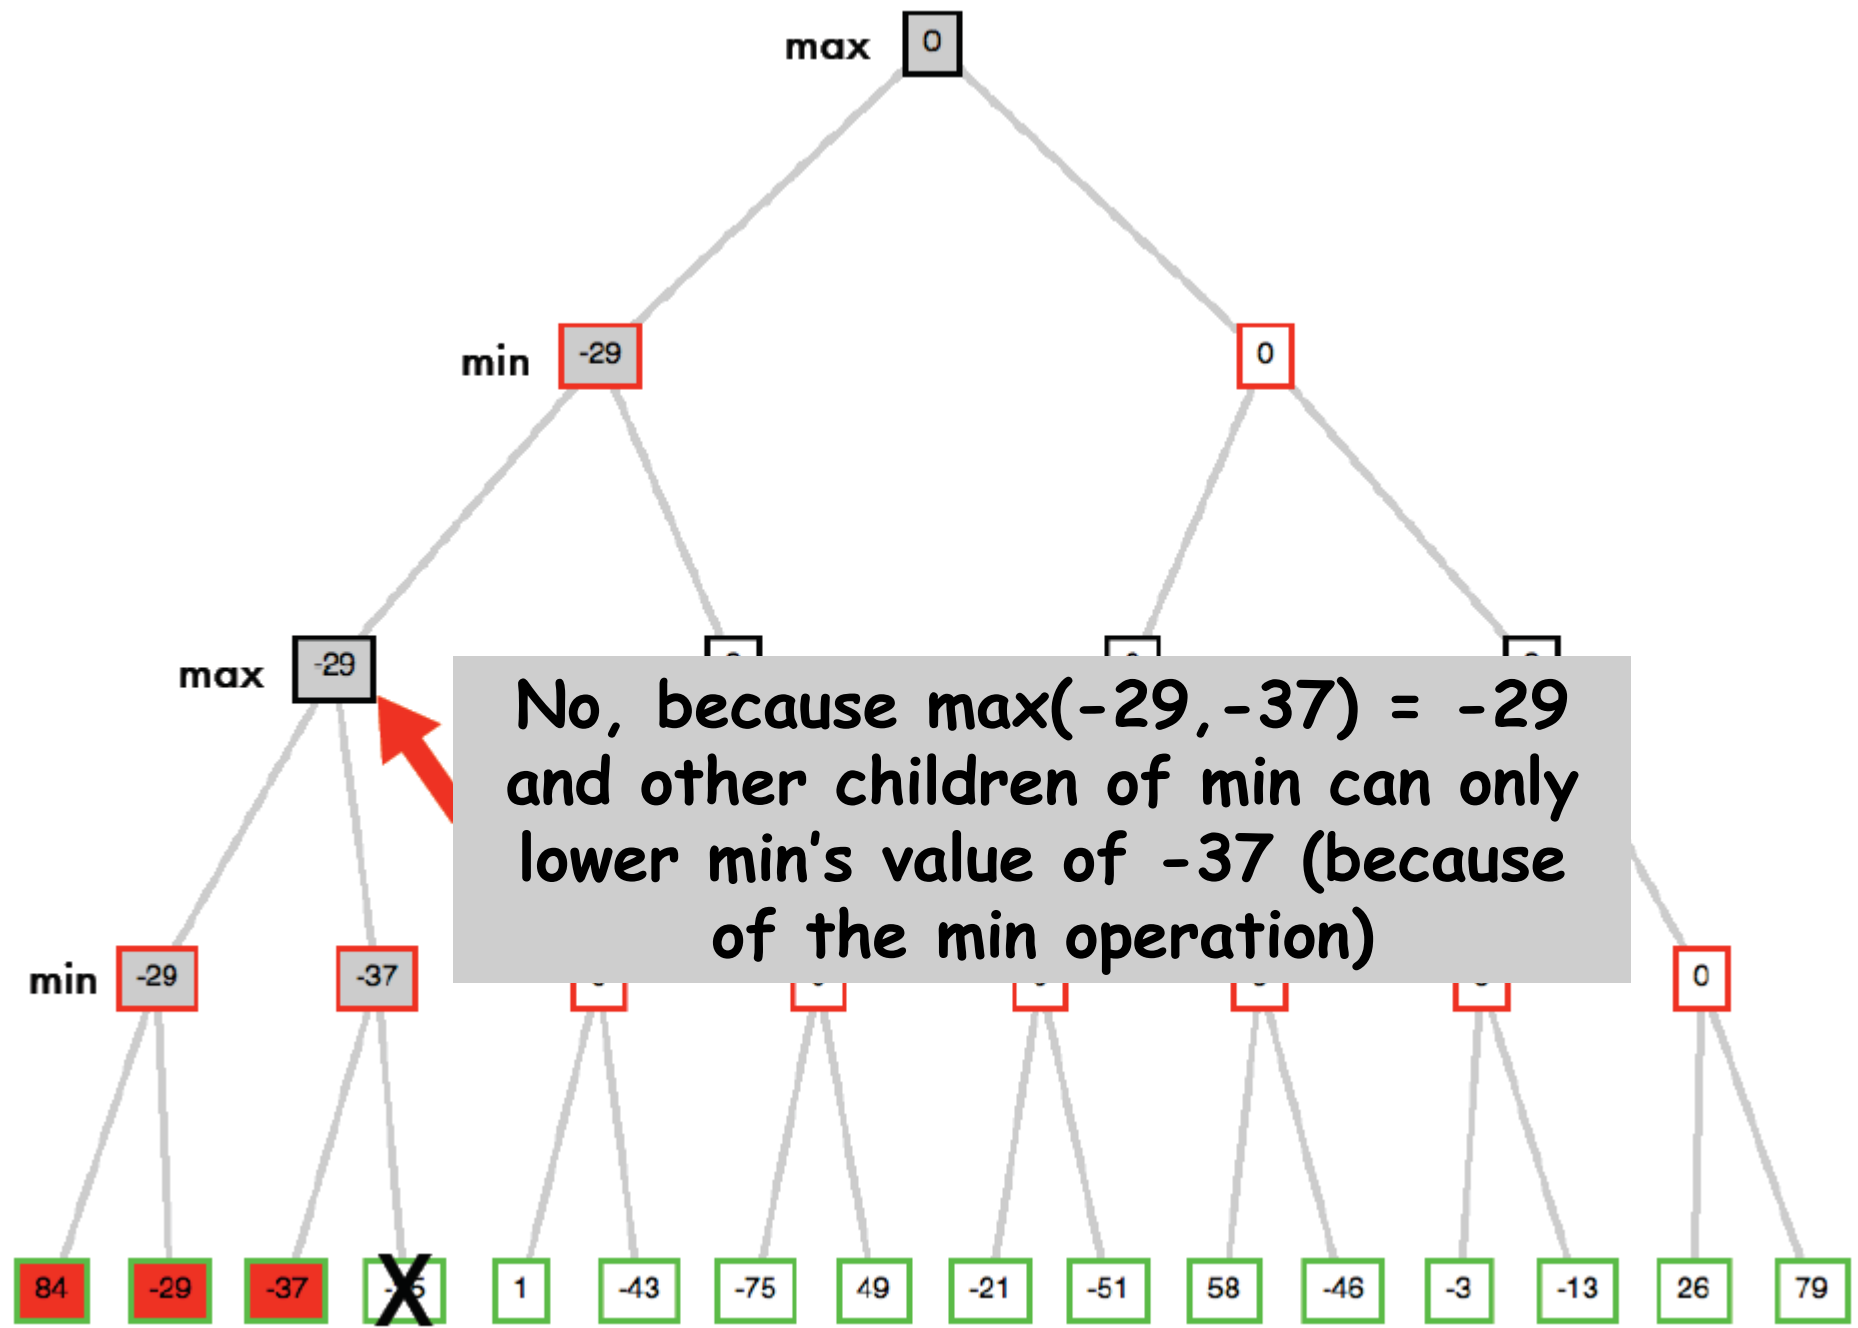 max 0
min -29 0
max -29
No, because max(-29,-37) = -29
and other children of min can only
lower min's value of -37 (because
of the min operation)
min -29 -37 0
84 -29 -37 X 1 -43 -75 49 -21 -51 58 -46 -3 -13 26 79